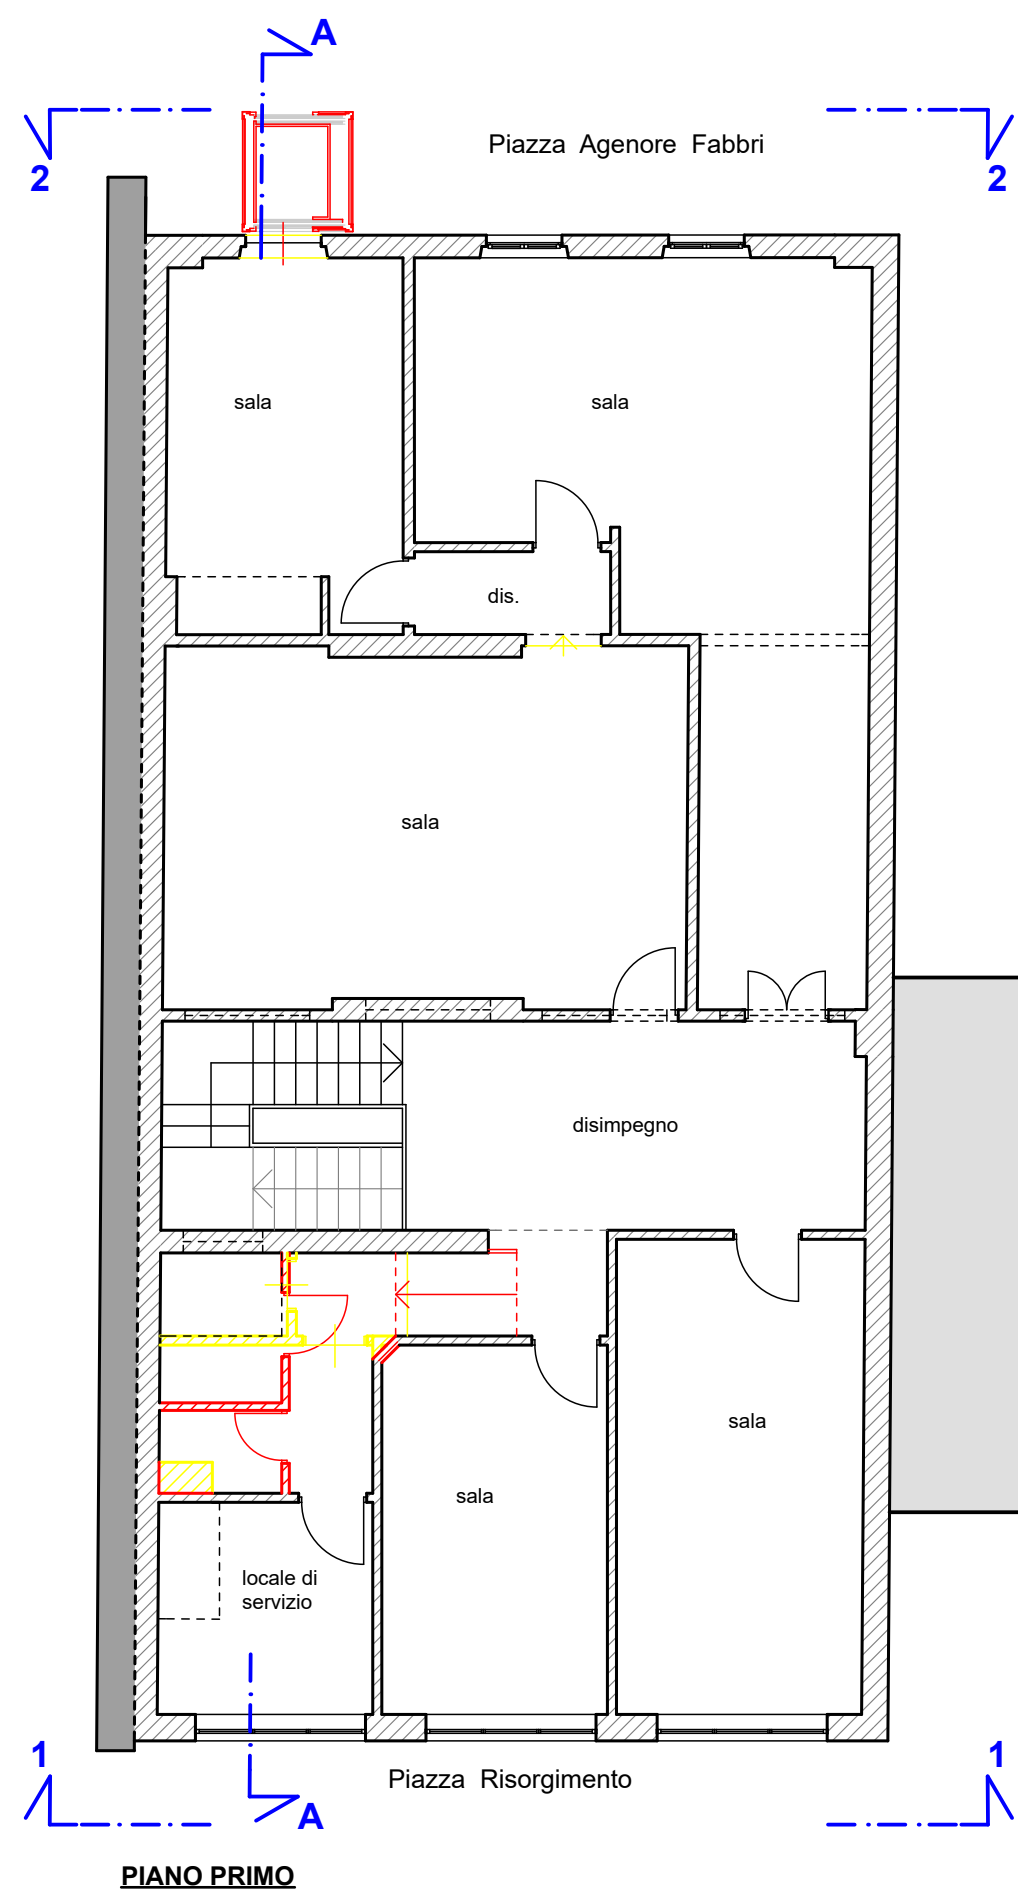 A
2
Piazza Agenore Fabbri
2
sala
sala
dis.
sala
disimpegno
sala
sala
locale di
servizio
1
1
Piazza Risorgimento
A
PIANO PRIMO